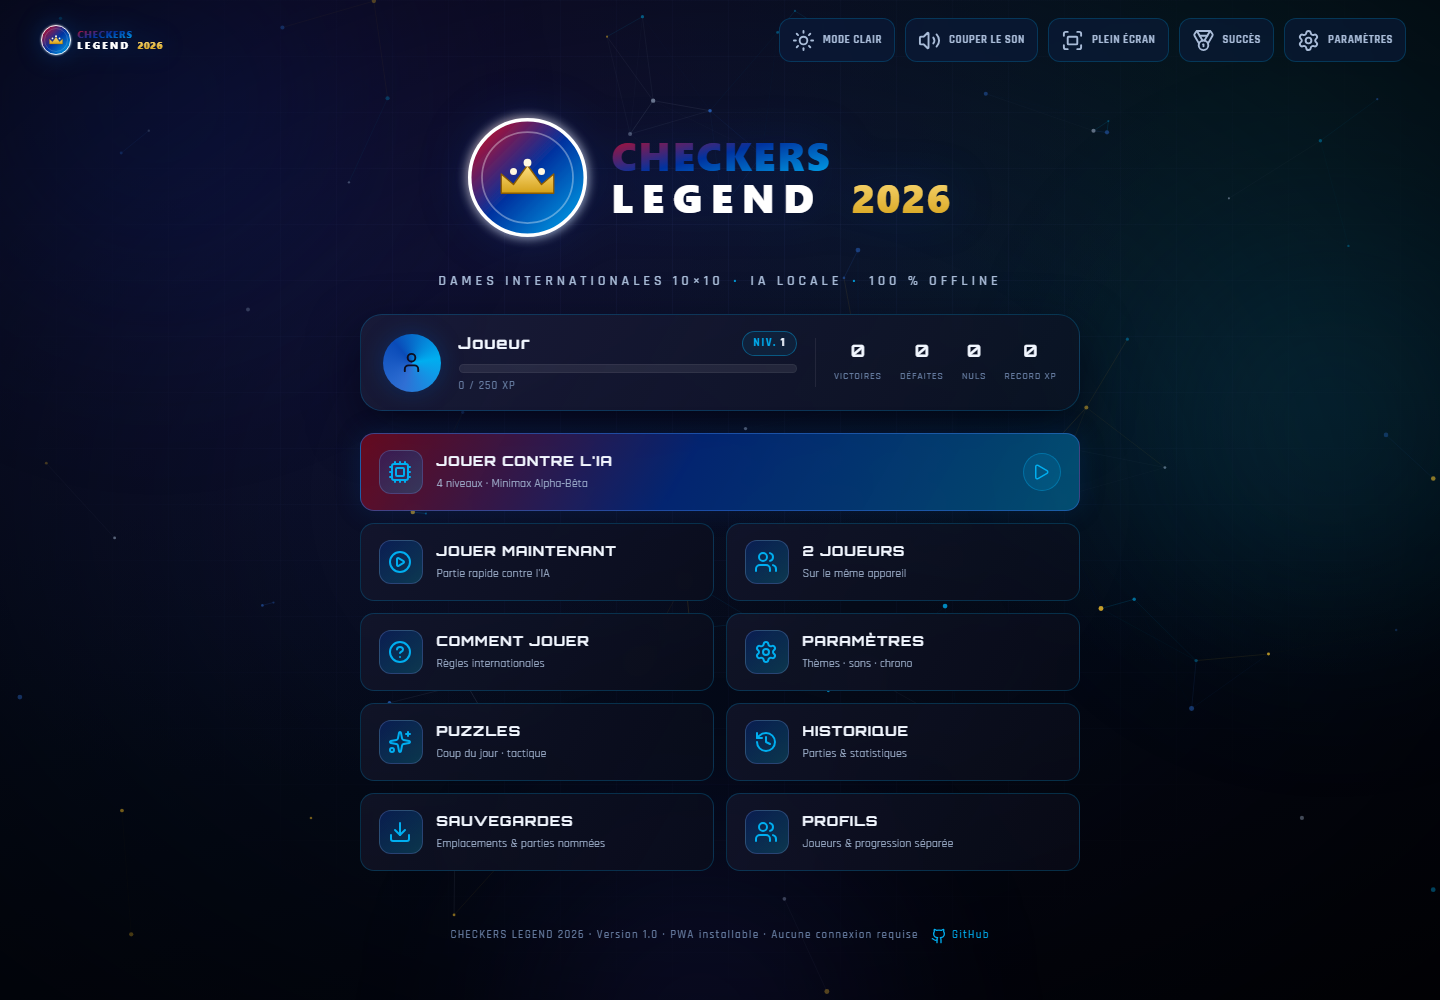 CHECKERS
LEGEND 2026
MODE CLAIR
COUPER LE SON
PLEIN ÉCRAN
SUCCÈS
PARAMÈTRES
CHECKERS
LEGEND 2026
DAMES INTERNATIONALES 10×10 · IA LOCALE · 100 % OFFLINE
Joueur
NIV. 1
0 / 250 XP
0
VICTOIRES
0
DÉFAITES
0
NULS
0
RECORD XP
JOUER CONTRE L'IA
4 niveaux · Minimax Alpha-Bêta
JOUER MAINTENANT
Partie rapide contre l'IA
2 JOUEURS
Sur le même appareil
COMMENT JOUER
Règles internationales
PARAMÈTRES
Thèmes · sons · chrono
PUZZLES
Coup du jour · tactique
HISTORIQUE
Parties & statistiques
SAUVEGARDES
Emplacements & parties nommées
PROFILS
Joueurs & progression séparée
CHECKERS LEGEND 2026 · Version 1.0 · PWA installable · Aucune connexion requise GitHub